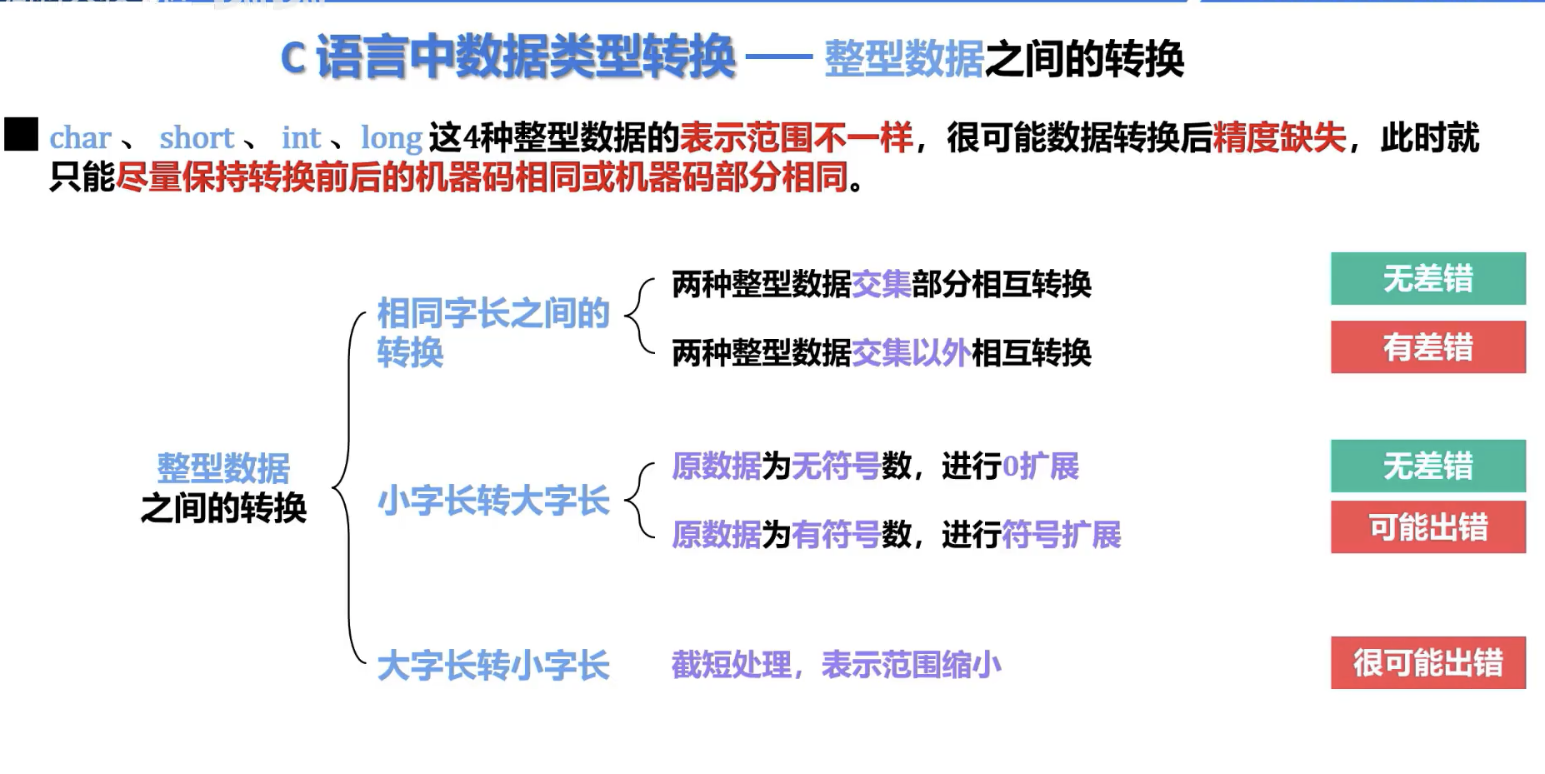 C 语言中数据类型转换 —— 整型数据之间的转换
char 、 short 、 int 、long 这4种整型数据的表示范围不一样，很可能数据转换后精度缺失，此时就
只能尽量保持转换前后的机器码相同或机器码部分相同。
两种整型数据交集部分相互转换
无差错
相同字长之间的
转换
两种整型数据交集以外相互转换
有差错
整型数据
之间的转换
小字长转大字长
原数据为无符号数，进行0扩展
无差错
原数据为有符号数，进行符号扩展
可能出错
大字长转小字长
截短处理，表示范围缩小
很可能出错